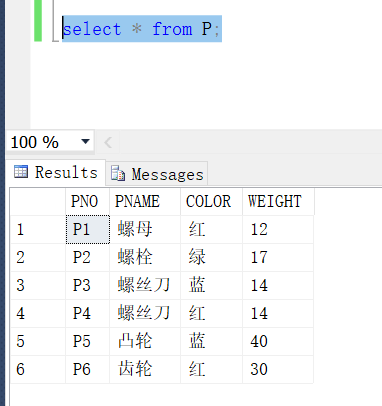 select * from P;
100 %
Results Messages
PNO PNAME COLOR WEIGHT
1 P1 螺母 红 12
2 P2 螺栓 绿 17
3 P3 螺丝刀 蓝 14
4 P4 螺丝刀 红 14
5 P5 凸轮 蓝 40
6 P6 齿轮 红 30